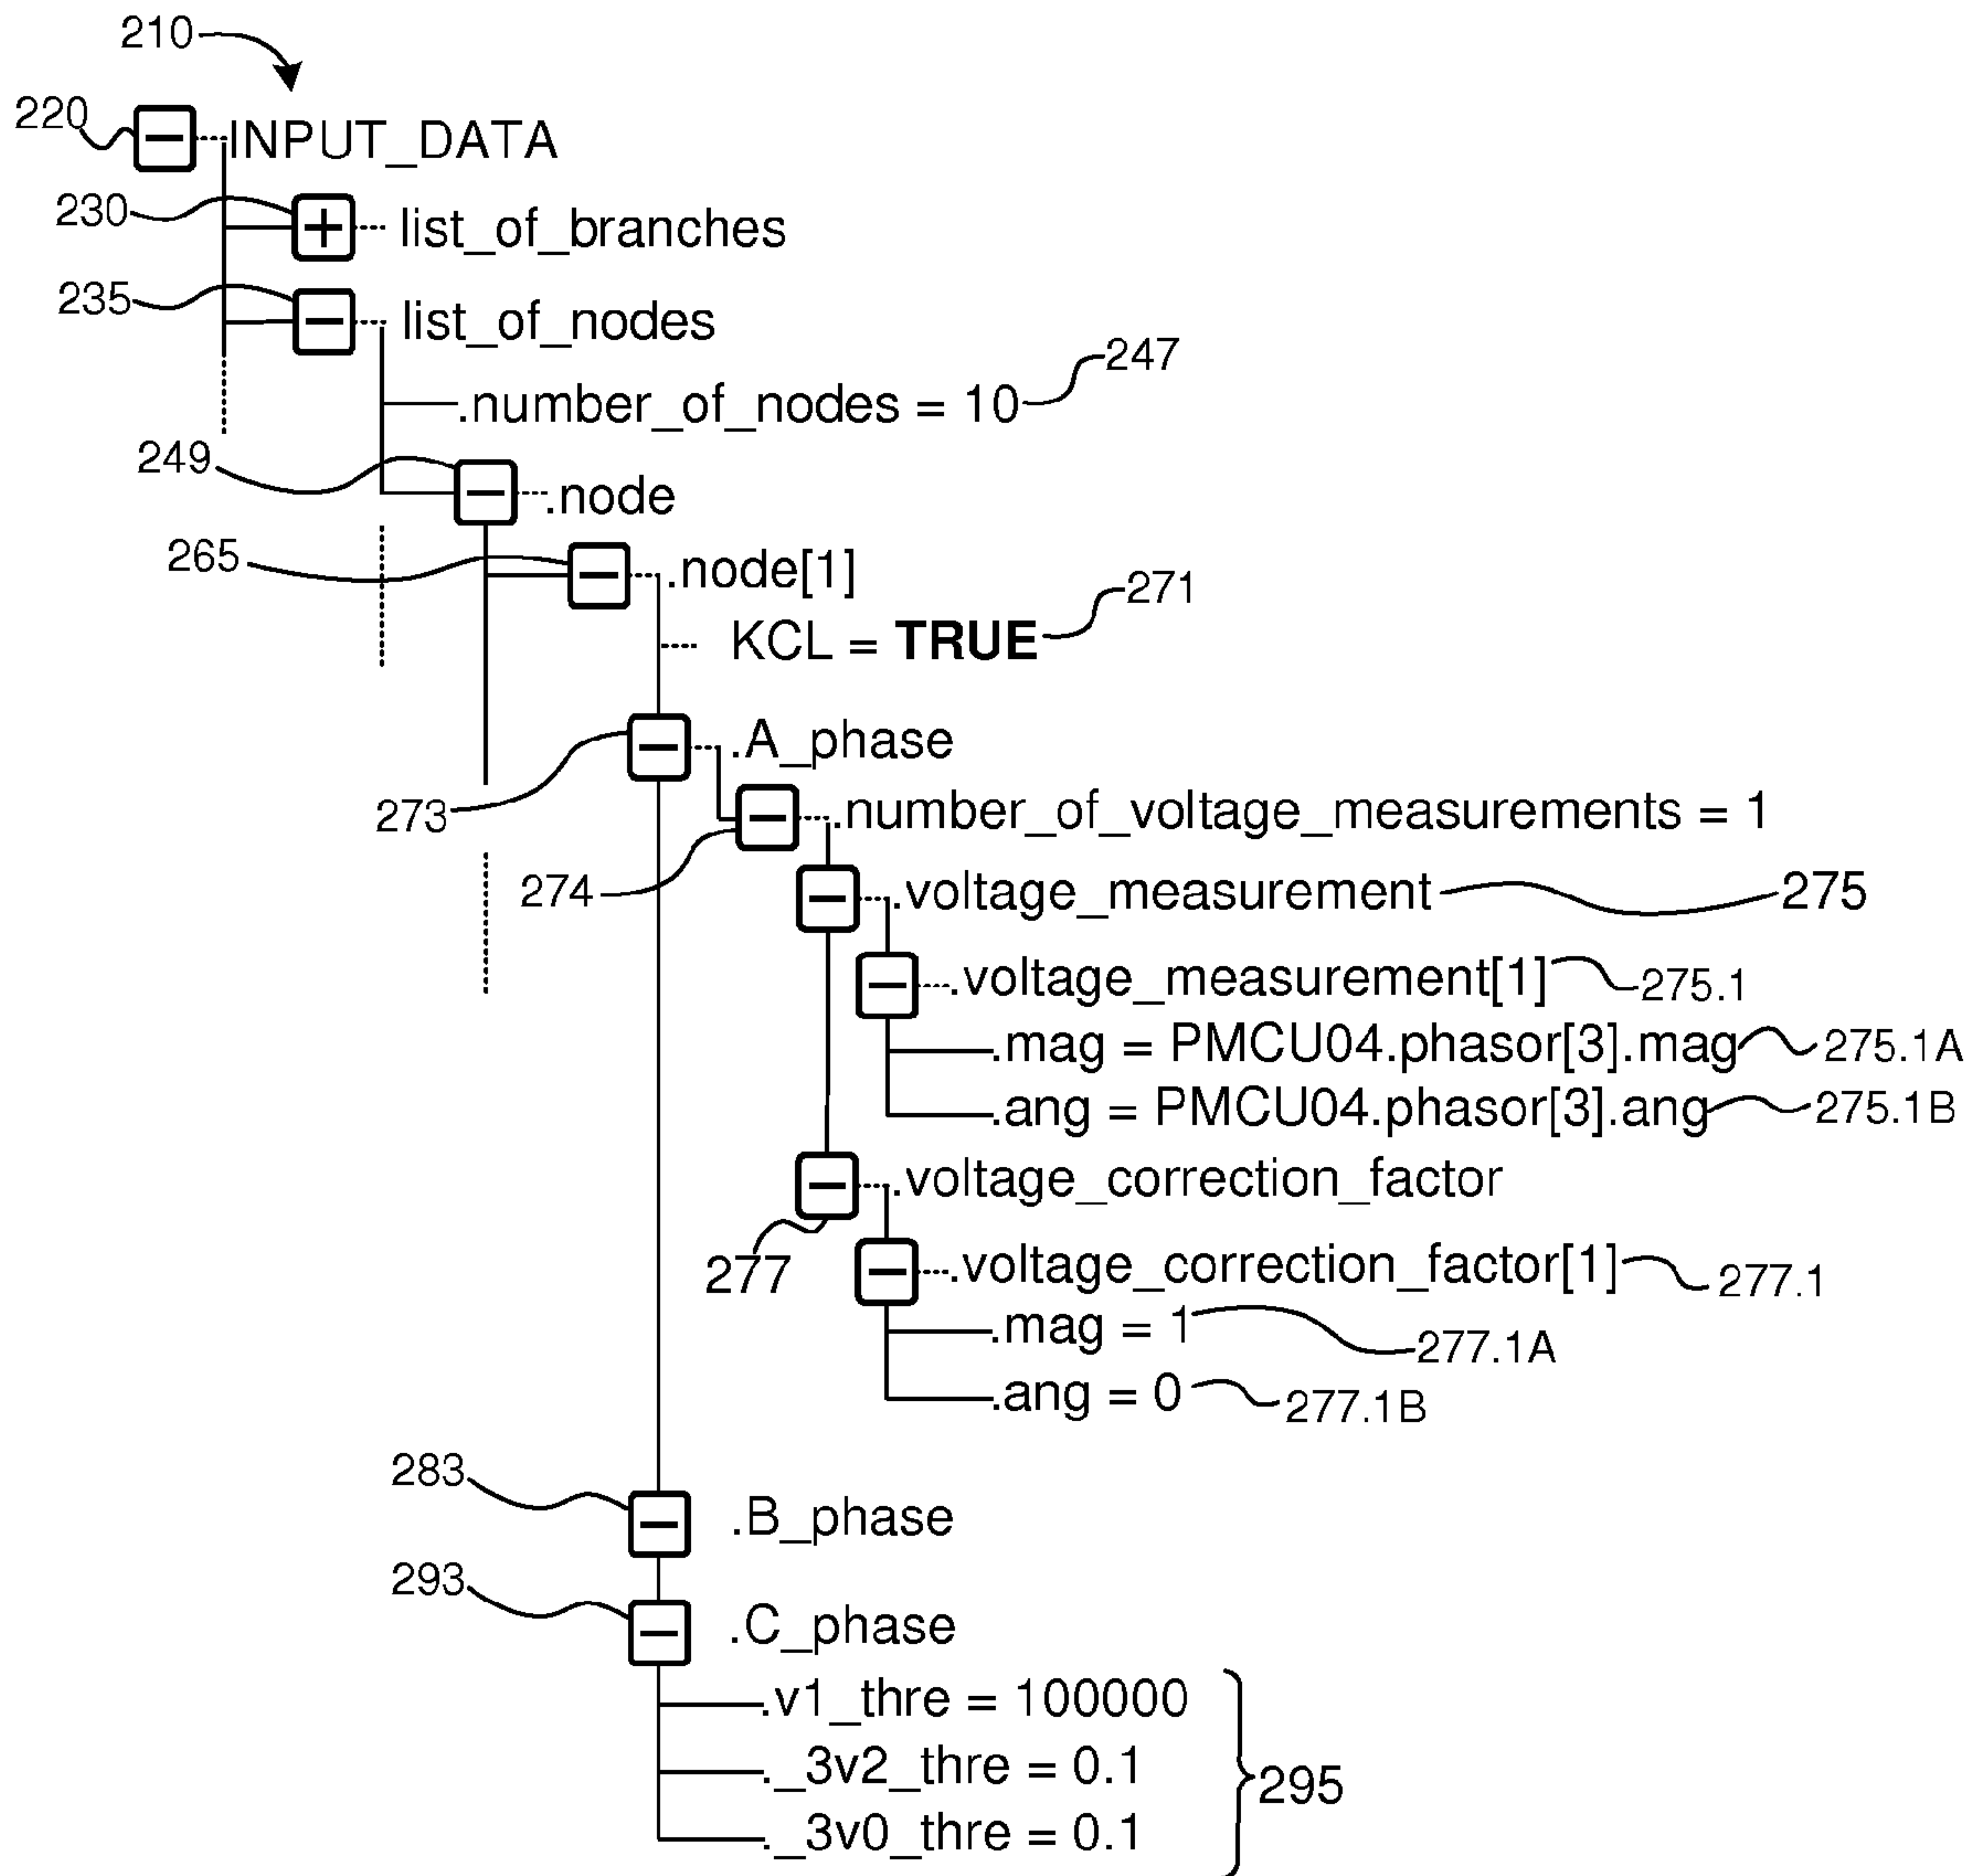 210
220 INPUT_DATA
230 list_of_branches
235 list_of_nodes
247
.number_of_nodes = 10
249 .node
265 .node[1]
271
KCL = TRUE
.A_phase
273 .number_of_voltage_measurements = 1
274 .voltage_measurement 275
.voltage_measurement[1] 275.1
.mag = PMCU04.phasor[3].mag 275.1A
.ang = PMCU04.phasor[3].ang 275.1B
.voltage_correction_factor
277 .voltage_correction_factor[1] 277.1
.mag = 1 277.1A
.ang = 0 277.1B
283 .B_phase
293 .C_phase
.v1_thre = 100000
._3v2_thre = 0.1 295
._3v0_thre = 0.1